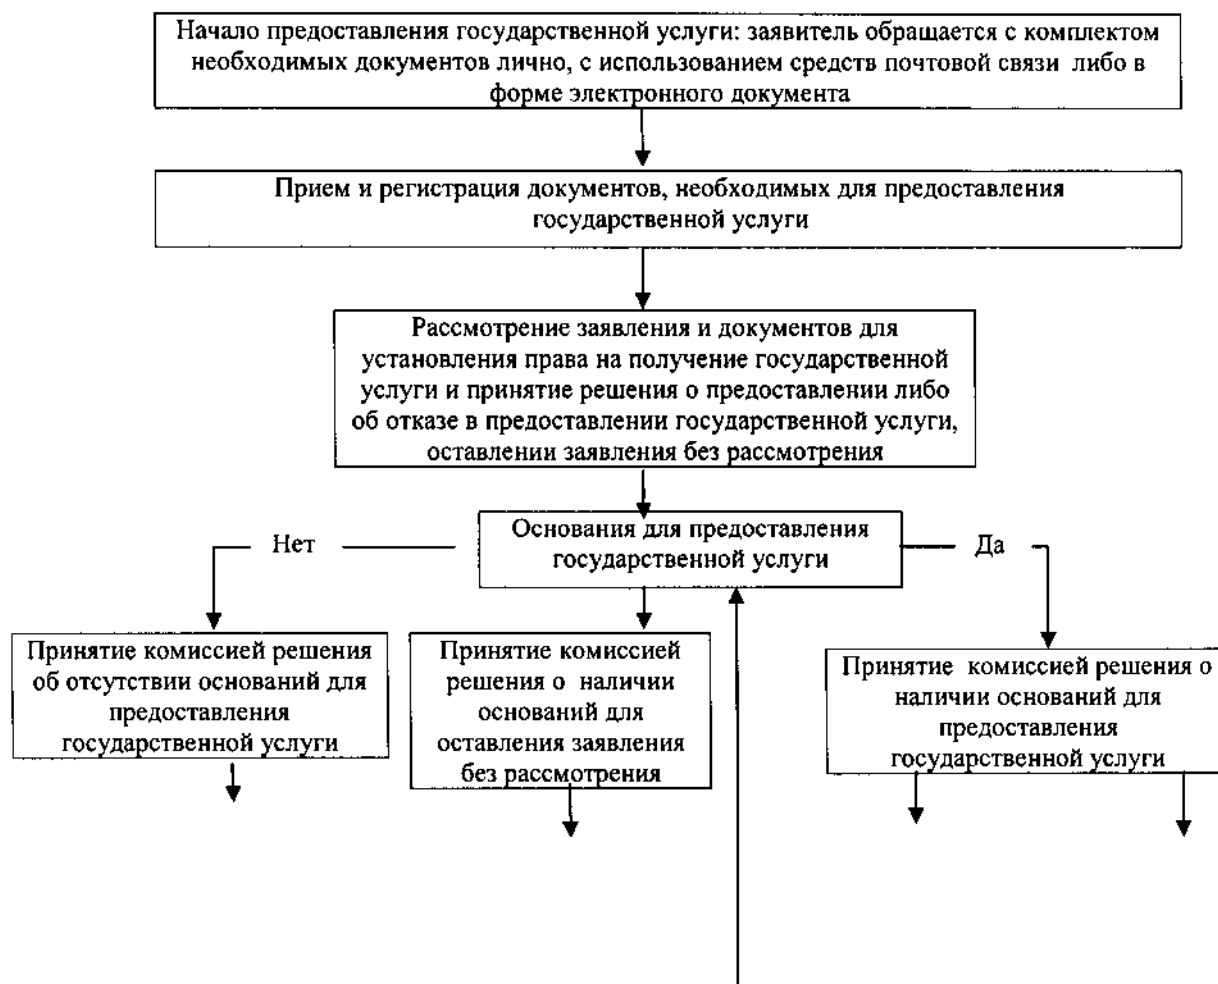 Начало предоставления государственной услуги: заявитель обращается с комплектом
необходимых документов лично, с использованием средств почтовой связи либо в
форме электронного документа
Прием и регистрация документов, необходимых для предоставления
государственной услуги
Рассмотрение заявления и документов для
установления права на получение государственной
услуги и принятие решения о предоставлении либо
об отказе в предоставлении государственной услуги,
оставлении заявления без рассмотрения
Нет
Основания для предоставления
государственной услуги
Да
Принятие комиссией решения
об отсутствии оснований для
предоставления
государственной услуги
Принятие комиссией
решения о наличии
оснований для
оставления заявления
без рассмотрения
Принятие комиссией решения о
наличии оснований для
предоставления
государственной услуги